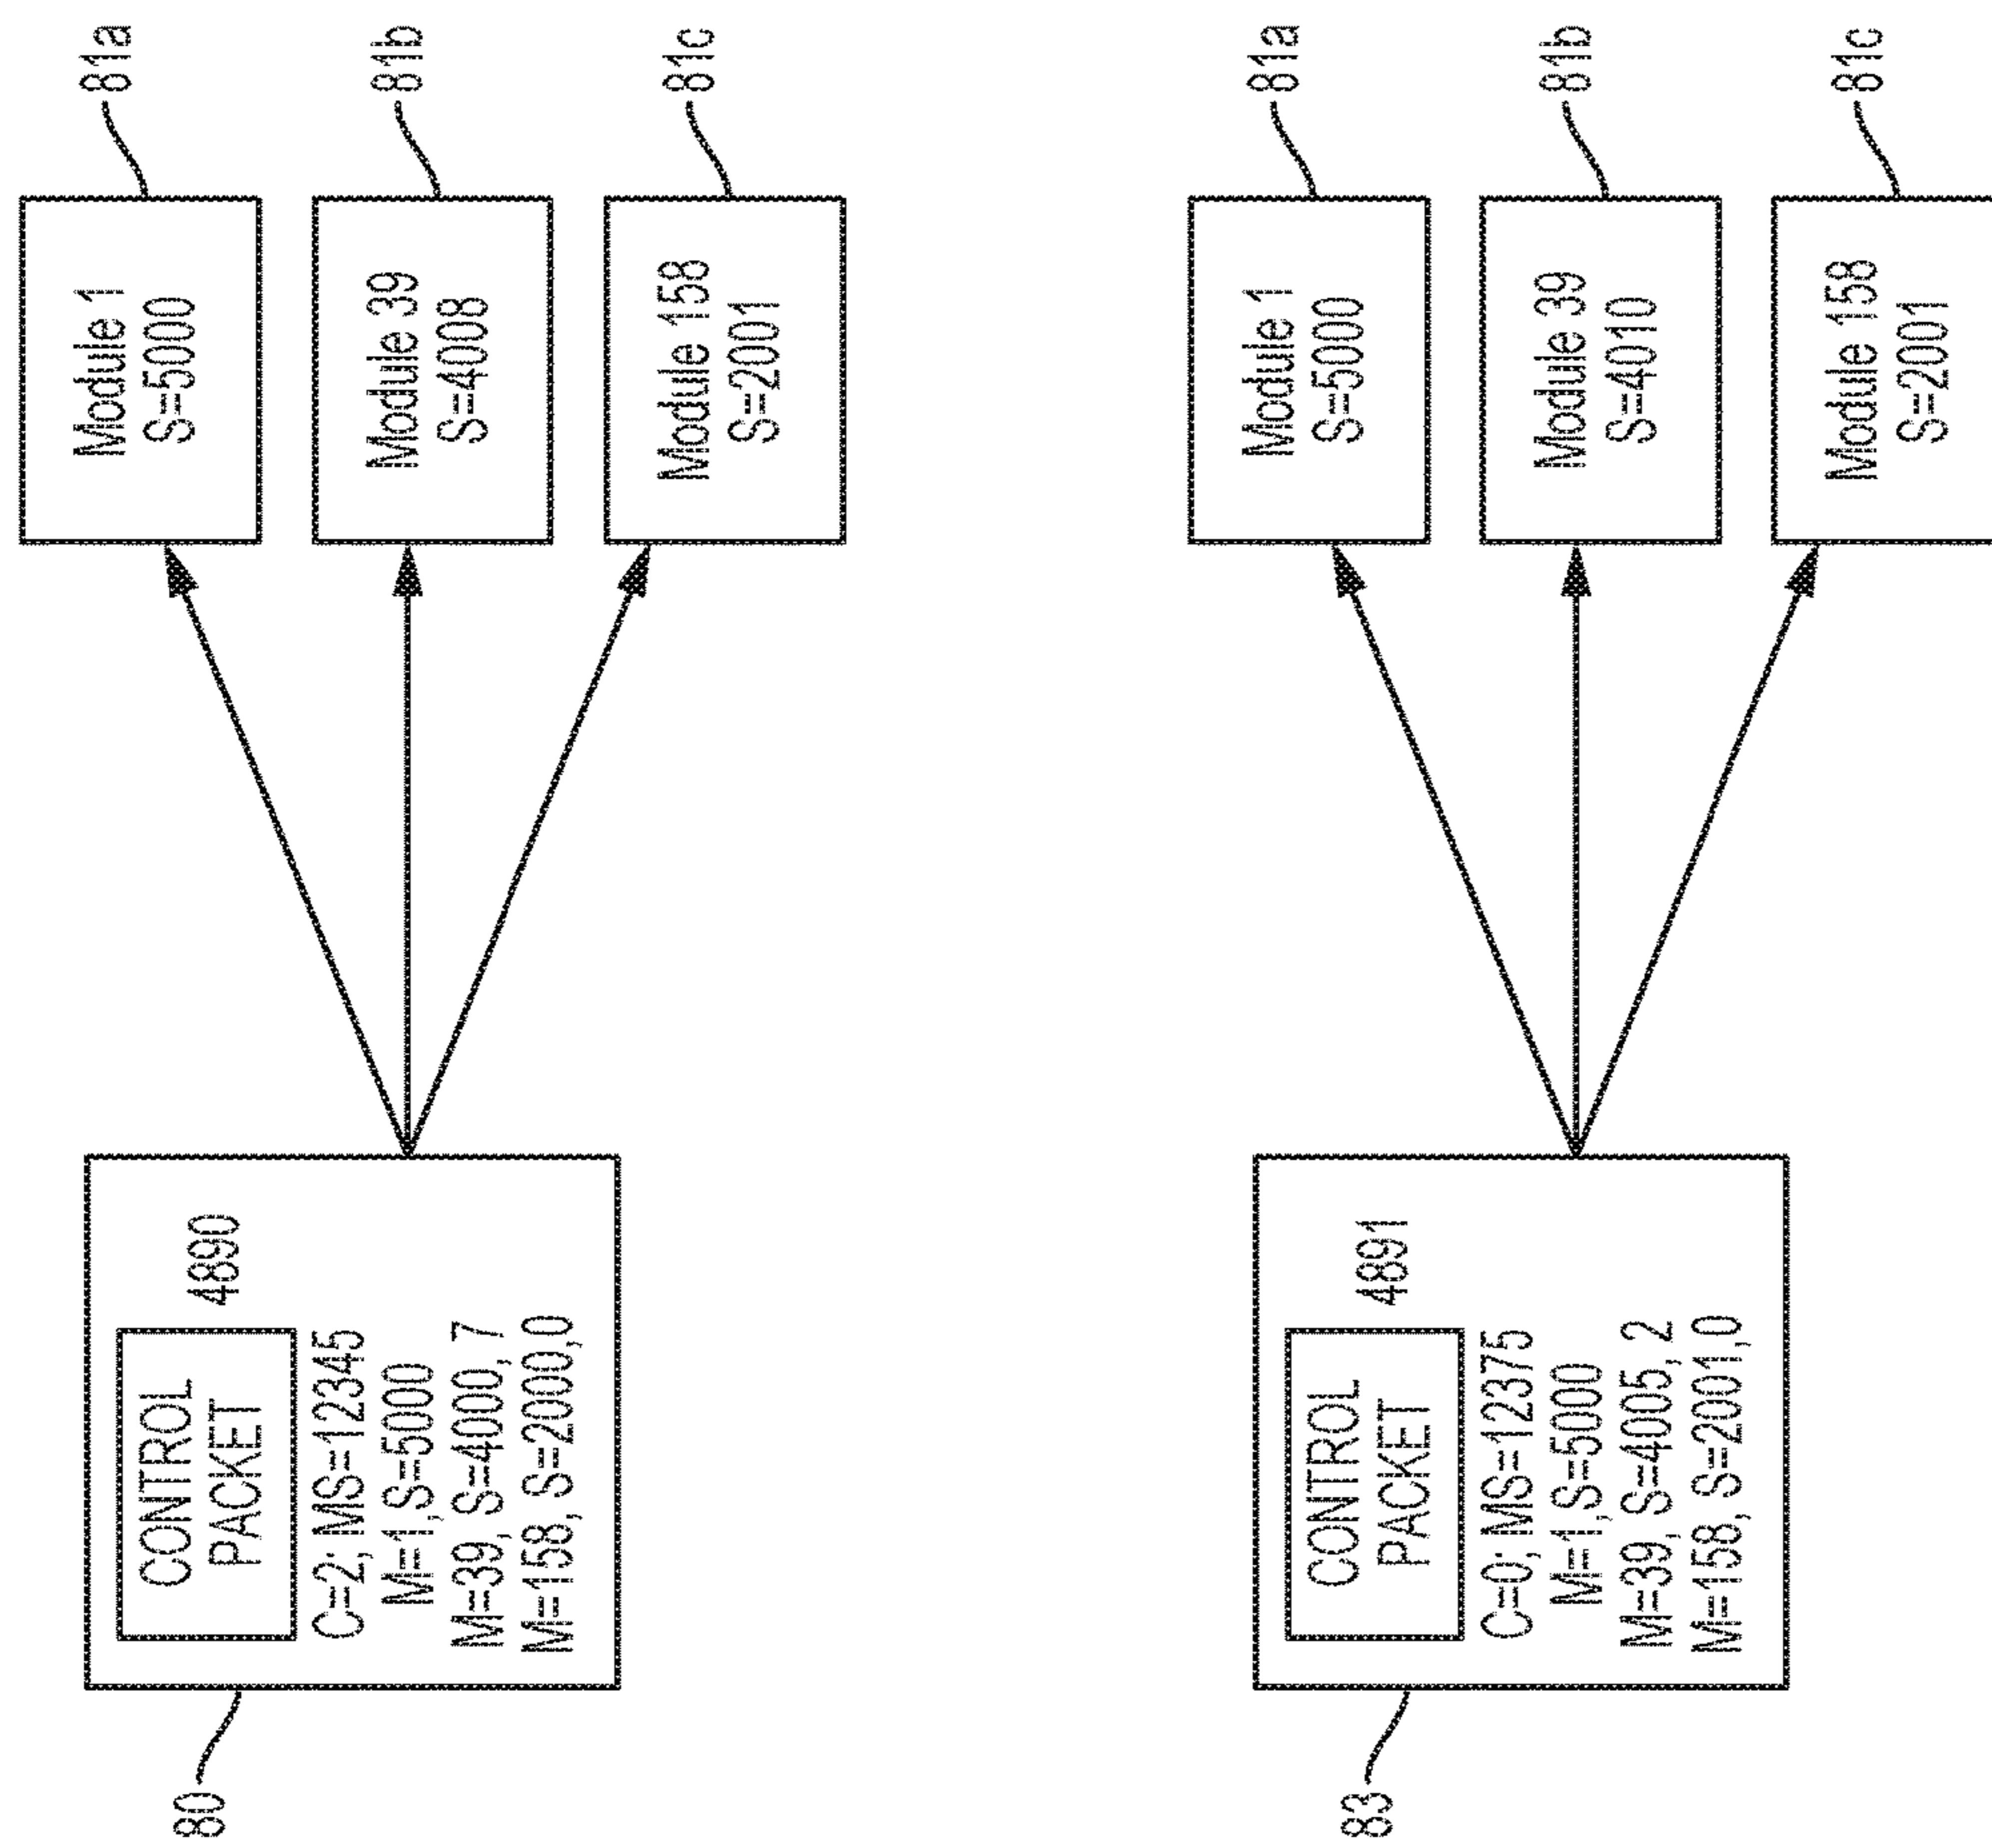 80
CONTROL
PACKET
4890
C=2; MS=12345
M=1,S=5000
M=39, S=4000, 7
M=158, S=2000,0
Module 1
S=5000
81a
Module 39
S=4008
81b
Module 158
S=2001
81c
83
CONTROL
PACKET
4891
C=0; MS=12375
M=1,S=5000
M=39, S=4005, 2
M=158, S=2001,0
Module 1
S=5000
81a
Module 39
S=4010
81b
Module 158
S=2001
81c